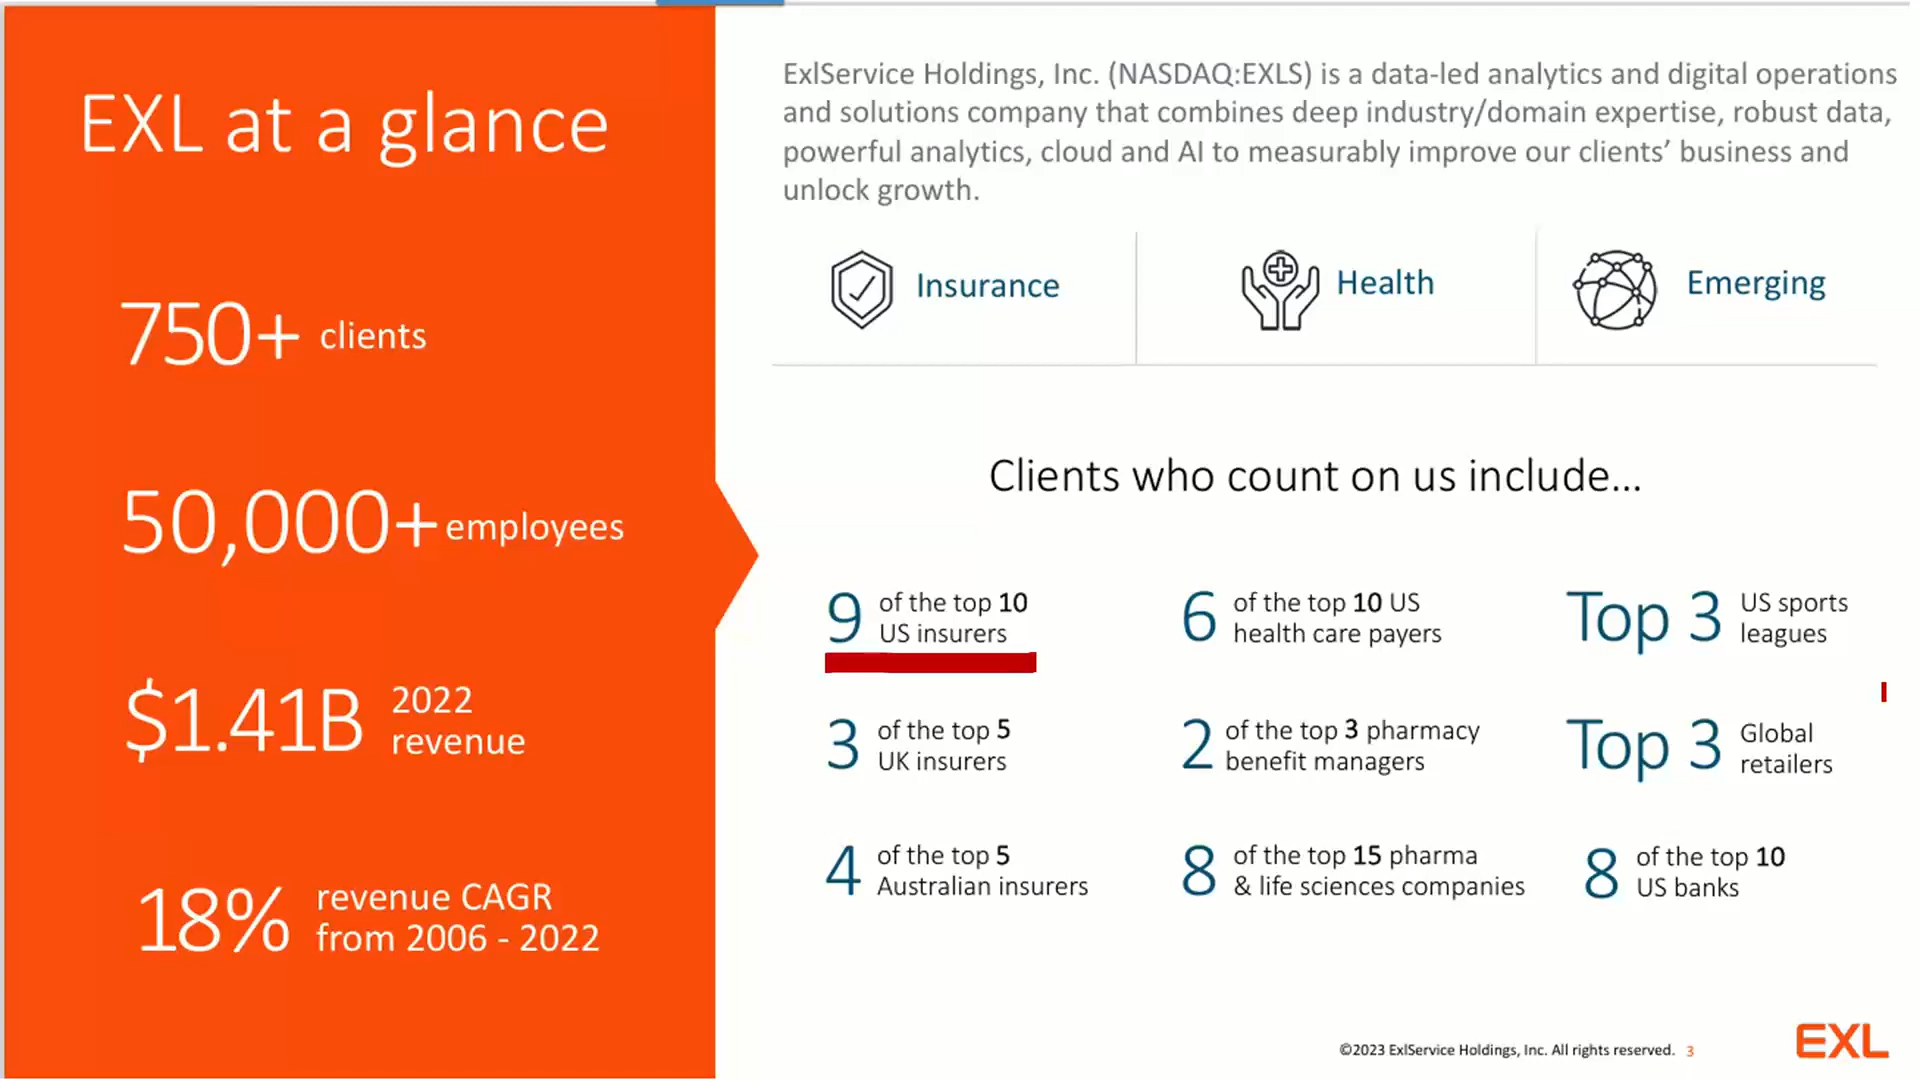 EXL at a glance
750+ clients
50,000+ employees
$1.41B 2022
revenue
18% revenue CAGR
from 2006 - 2022
ExlService Holdings, Inc. (NASDAQ:EXLS) is a data-led analytics and digital operations
and solutions company that combines deep industry/domain expertise, robust data,
powerful analytics, cloud and AI to measurably improve our clients’ business and
unlock growth.
Insurance
Health
Emerging
Clients who count on us include...
9 of the top 10
US insurers
6 of the top 10 US
health care payers
Top 3 US sports
leagues
3 of the top 5
UK insurers
2 of the top 3 pharmacy
benefit managers
Top 3 Global
retailers
4 of the top 5
Australian insurers
8 of the top 15 pharma
& life sciences companies
8 of the top 10
US banks
©2023 ExlService Holdings, Inc. All rights reserved. 3
EXL